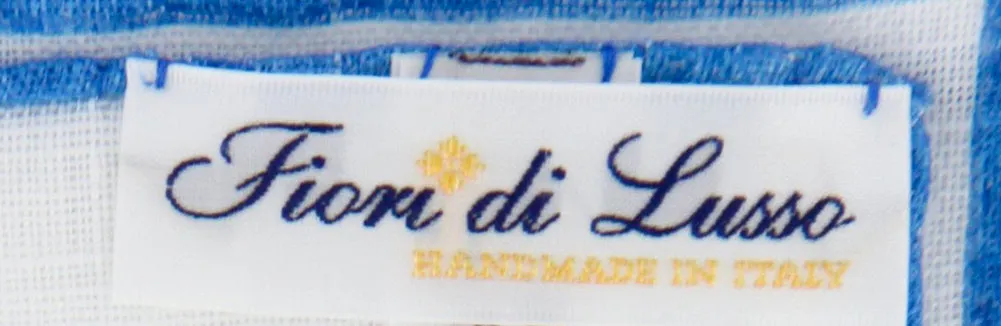 Fiori di Lusso
HANDMADE IN ITALY